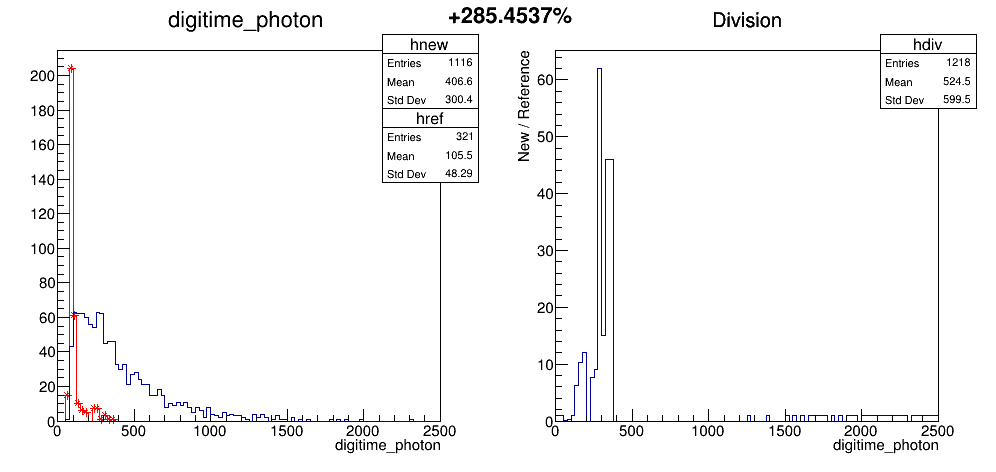 +285.4537%
digitime_photon
hnew
Entries 1116
Mean 406.6
Std Dev 300.4
href
Entries 321
Mean 105.5
Std Dev 48.29
200
180
160
140
120
100
80
60
40
20
0
0 500 1000 1500 2000 2500
digitime_photon
Division
hdiv
Entries 1218
Mean 524.5
Std Dev 599.5
New / Reference
60
50
40
30
20
10
0
0 500 1000 1500 2000 2500
digitime_photon